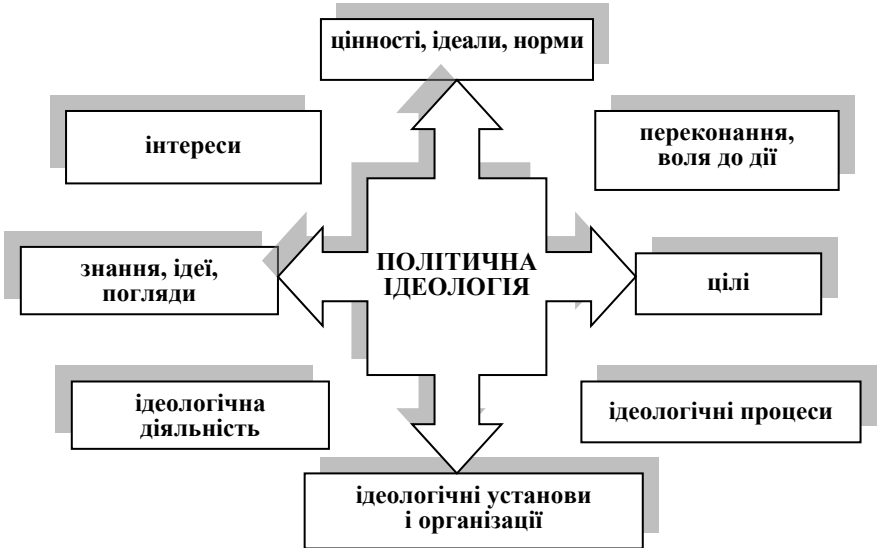 цінності, ідеали, норми
інтереси
переконання,
воля до дії
знання, ідеї,
погляди
ПОЛІТИЧНА
ІДЕОЛОГІЯ
цілі
ідеологічна
діяльність
ідеологічні процеси
ідеологічні установи
і організації